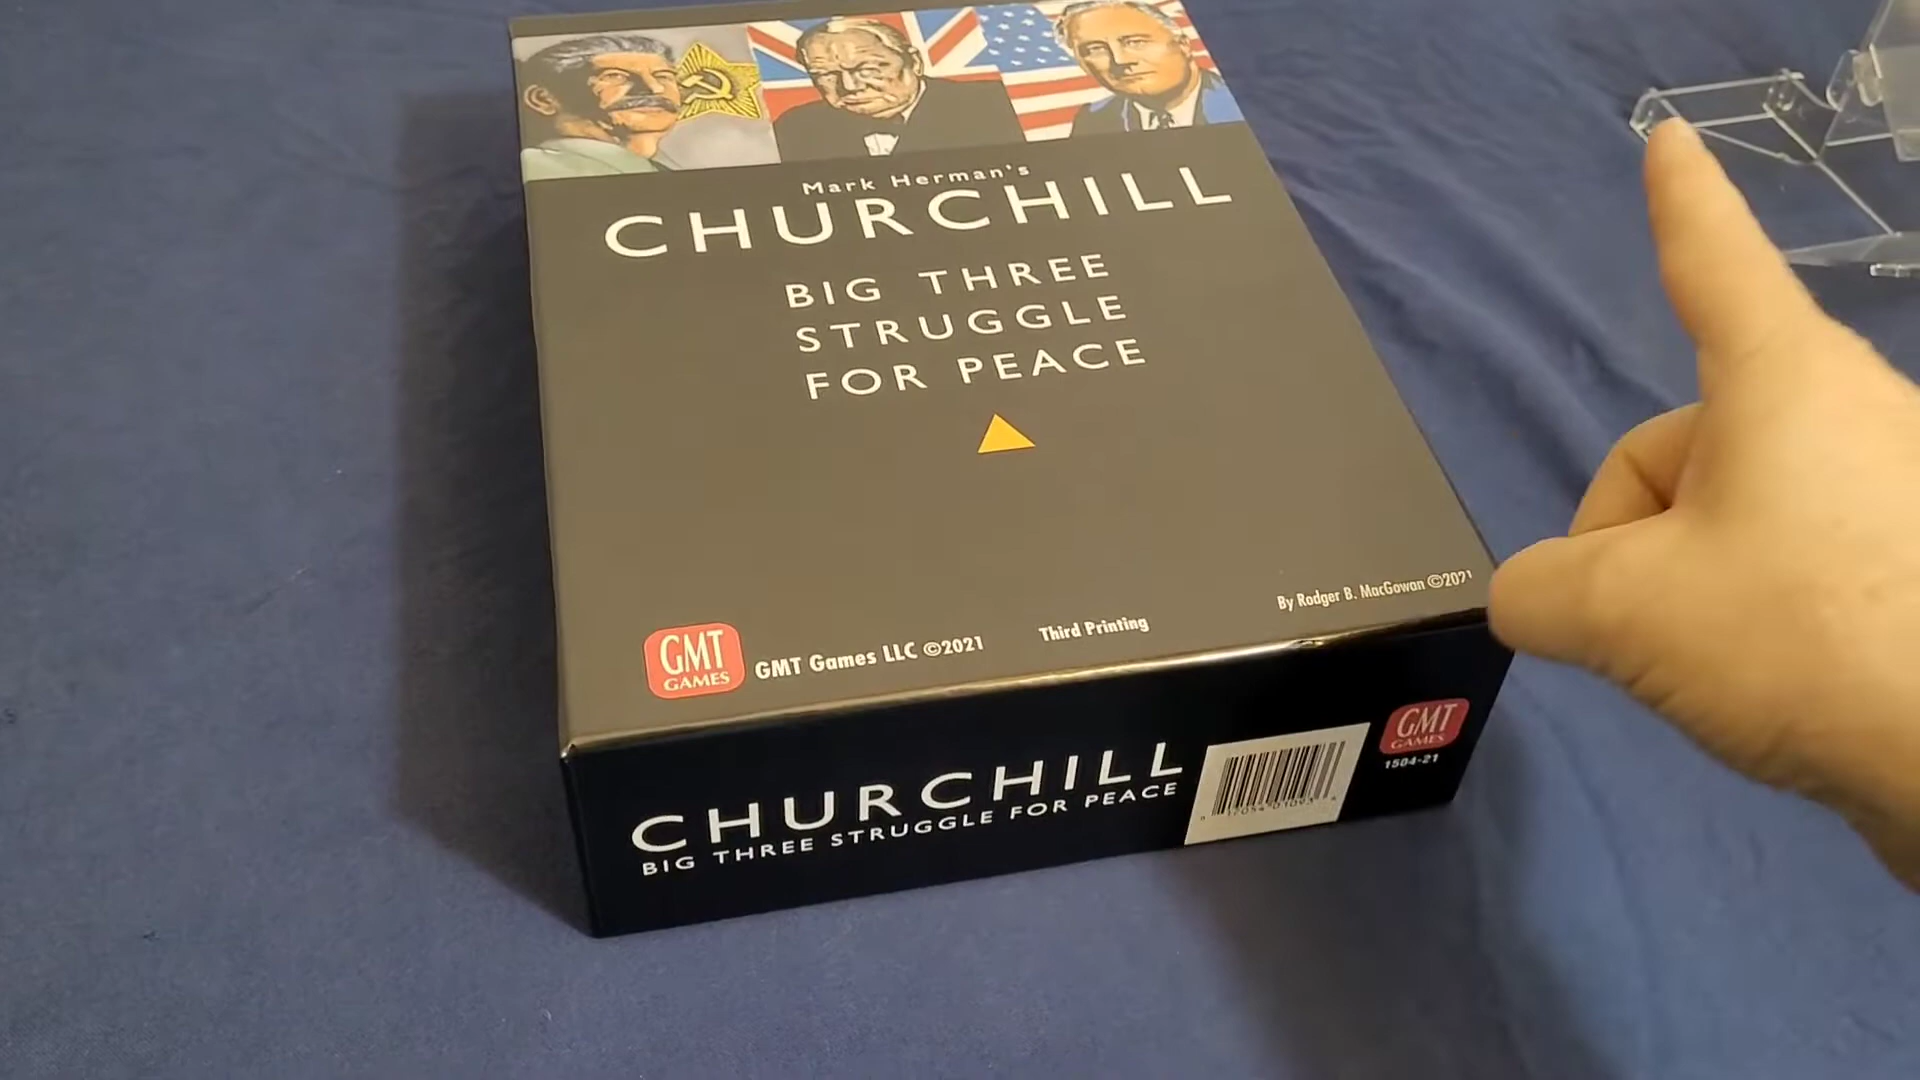 Mark Herman's
CHURCHILL
BIG THREE
STRUGGLE
FOR PEACE
By Rodger B. MacGowan ©2021
GMT
GAMES
GMT Games LLC ©2021
Third Printing
CHURCHILL
BIG THREE STRUGGLE FOR PEACE
GMT
GAMES
1504-21